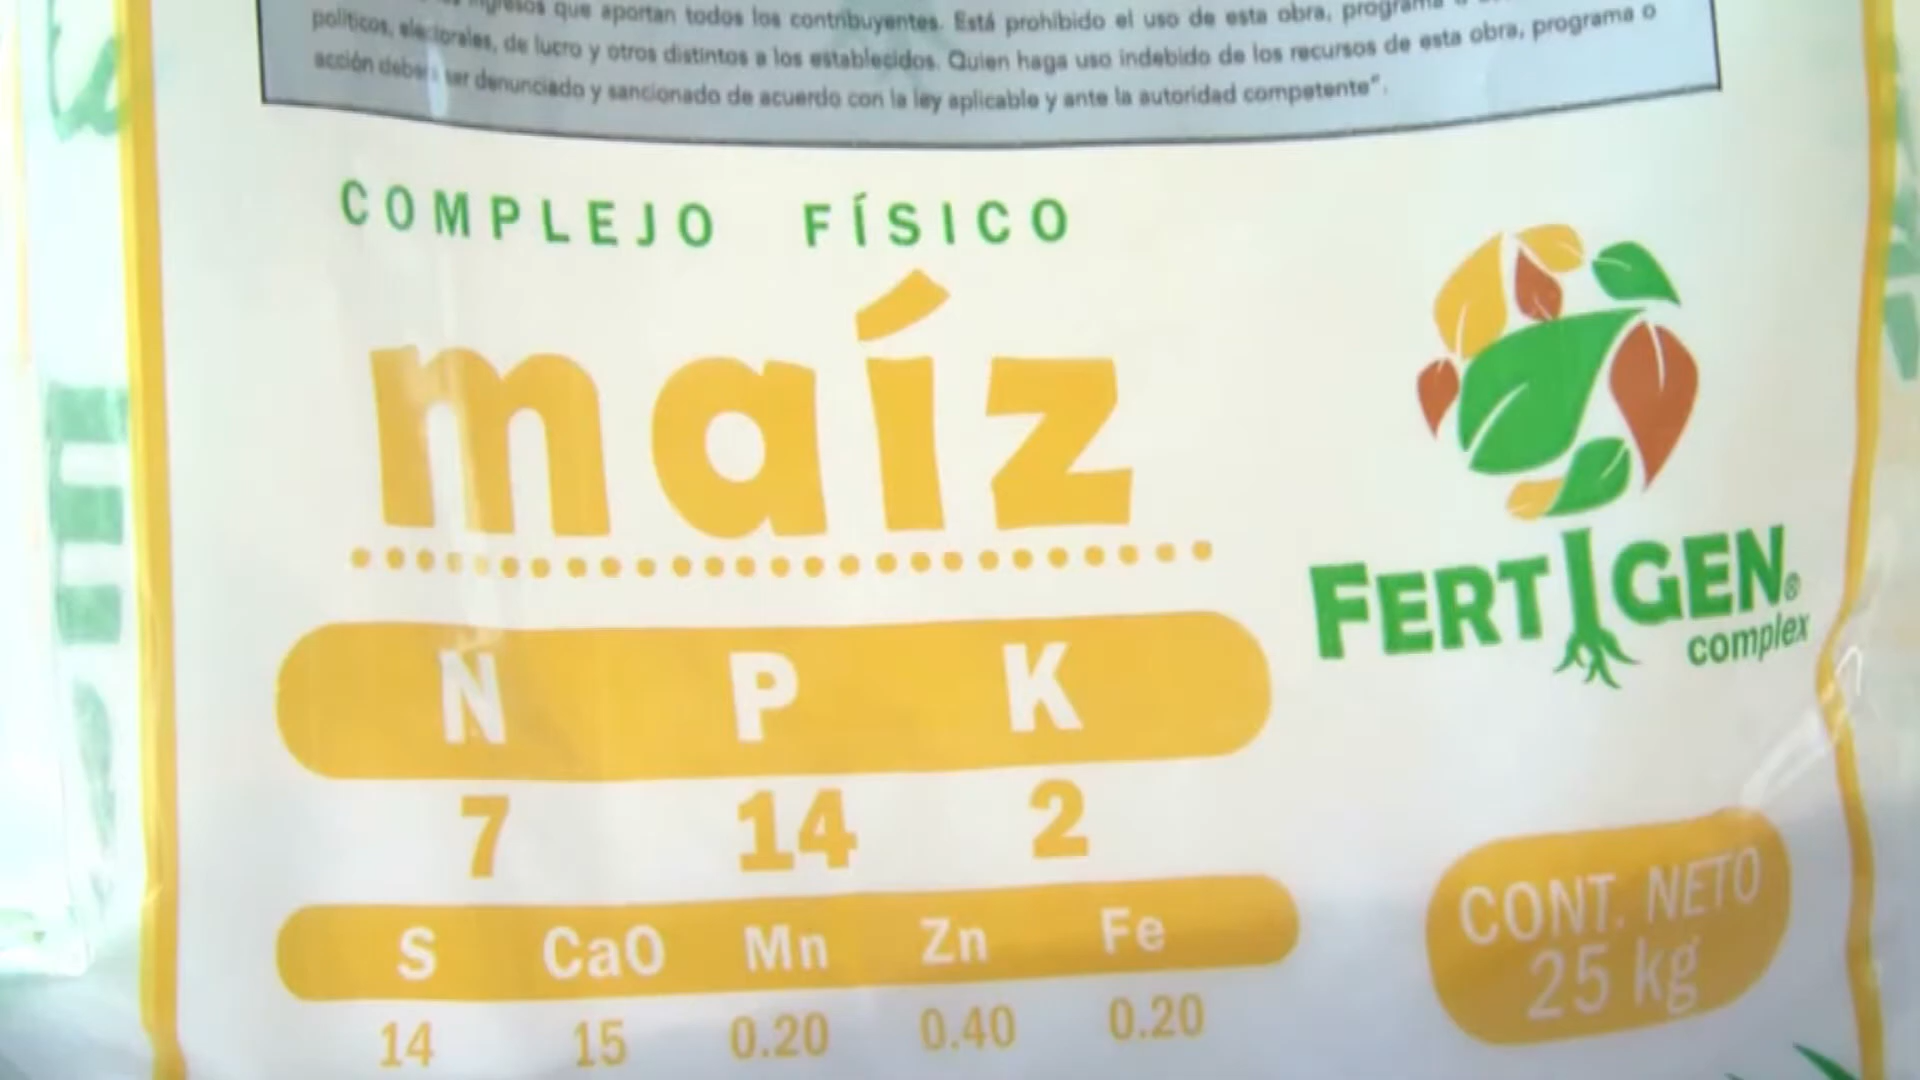 ingresos que aportan todos los contribuyentes. Está prohibido el uso de esta obra, programa
políticos, electorales, de lucro y otros distintos a los establecidos. Quien haga uso indebido de los recursos de esta obra, programa o
acción deberá ser denunciado y sancionado de acuerdo con la ley aplicable y ante la autoridad competente".
COMPLEJO FÍSICO
maíz
FERTIGEN®
complex
N P K
7 14 2
S CaO Mn Zn Fe
14 15 0.20 0.40 0.20
CONT. NETO
25 kg